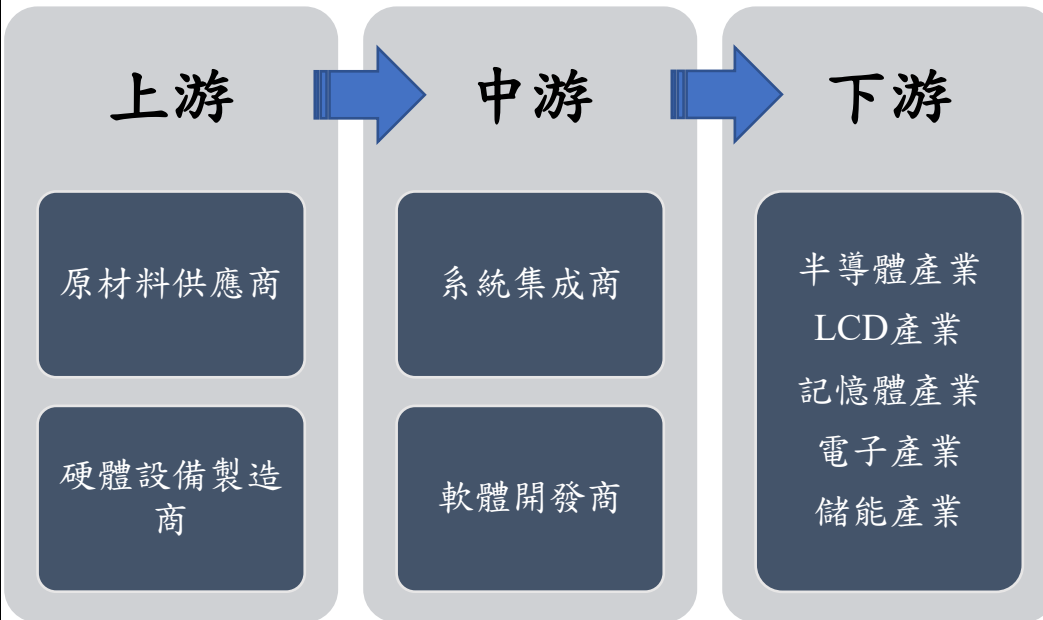 上游
原材料供應商
硬體設備製造
商
中游
系統集成商
軟體開發商
下游
半導體產業
LCD產業
記憶體產業
電子產業
儲能產業